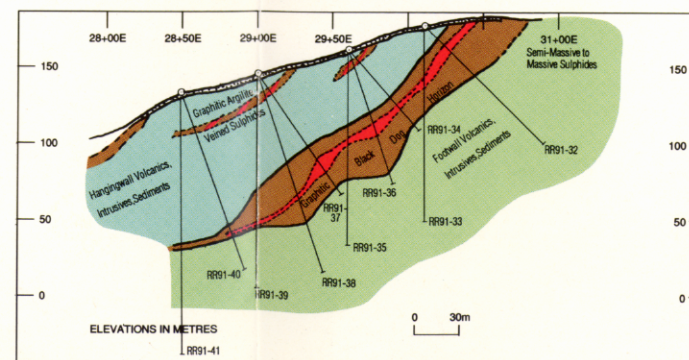 28+00E
28+50E
29+00E
29+50E
31+00E
Semi-Massive to
Massive Sulphides
150
150
100
100
50
50
0
0
Graphitic Arpilite
Veined Sulphides
Hangingwall Volcanics,
Intrusives,Sediments
Horizon
Dog
Black
Graphitic
Footwall Volcanics,
Intrusives,Sediments
RR91-34
RR91-32
RR91-36
RR91-
37
RR91-33
RR91-35
RR91-40
RR91-38
RR91-39
0 30m
ELEVATIONS IN METRES
RR91-41